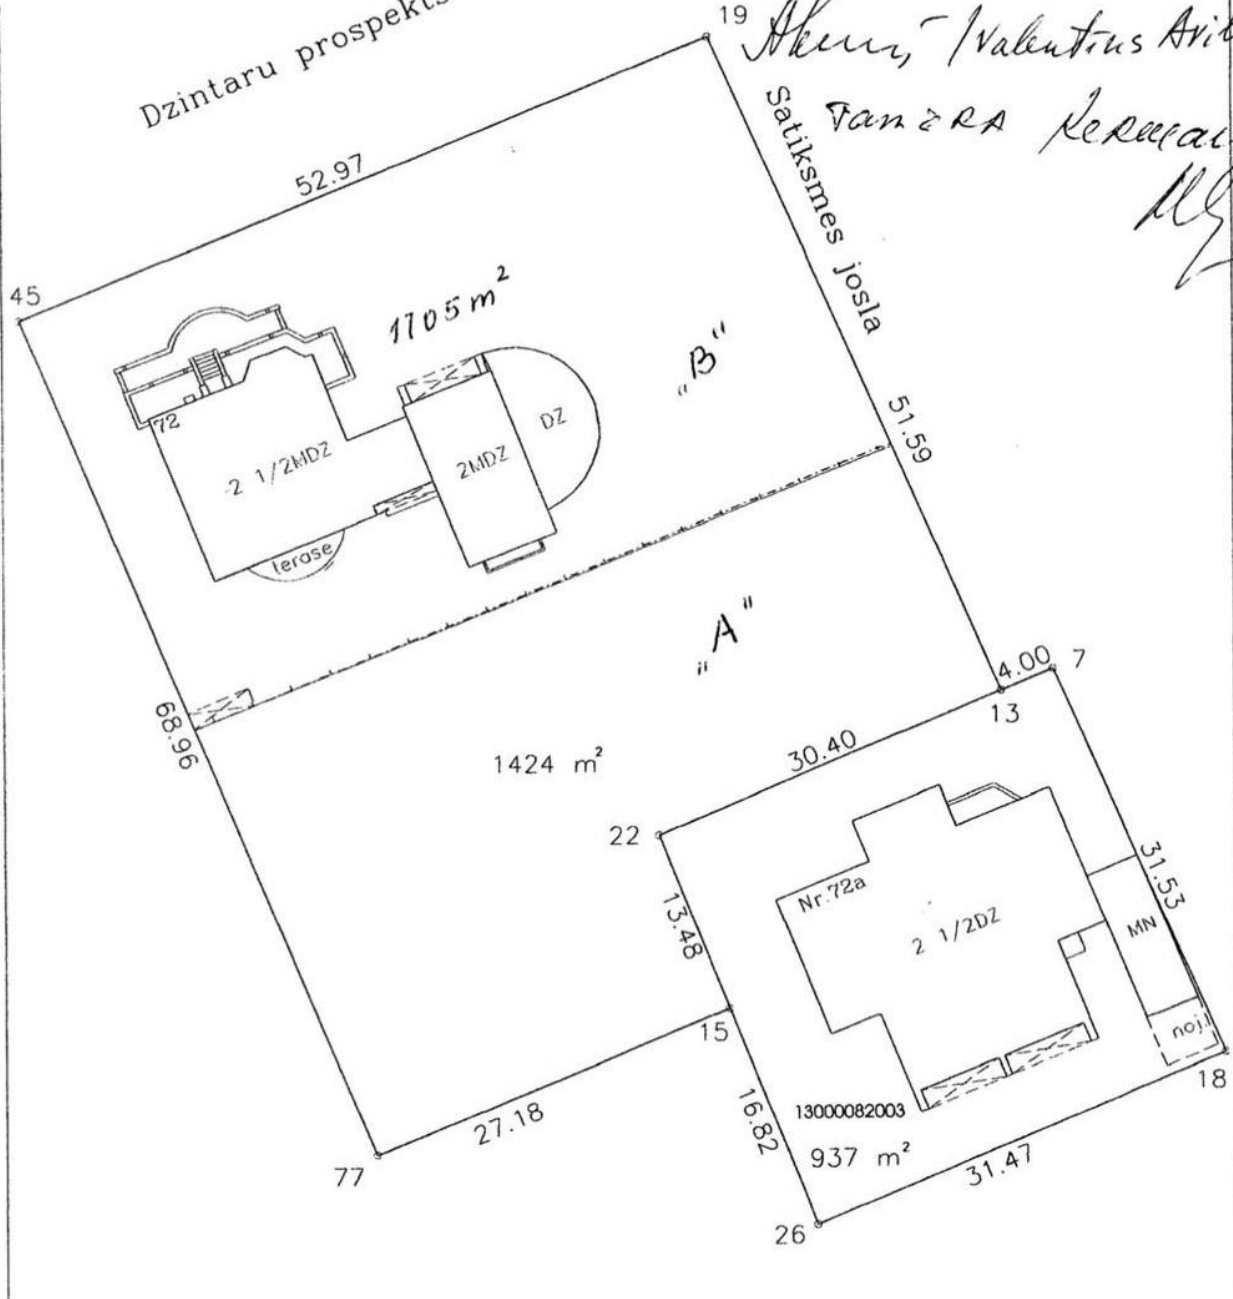 Dzintaru prospekts
19
Valentins
Satiksmes josla
52.97
45
1705 m²
„B"
51.59
72
2 1/2MDZ
2MDZ
DZ
terase
„A"
68.96
4.00
7
13
1424 m²
30.40
22
13.48
Nr.72a
2 1/2DZ
31.53
MN
noj.
15
18
27.18
16.82
13000082003
937 m²
31.47
77
26